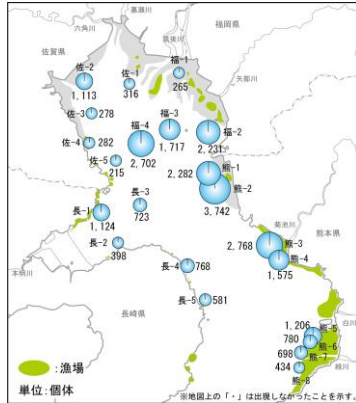 嘉瀬川
福岡県
六角川
筑後川
佐賀県
矢部川
佐-2
1,113
佐-1
316
福-1
265
佐-3 278
福-4
2,702
福-3
1,717
福-2
2,231
佐-4 282
佐-5
215
熊-1
2,282
熊-2
3,742
長-3
723
長-1
1,124
長-2
398
菊池川
熊本県
2,768 熊-3
熊-4
1,575
本明川
長-4 768
長崎県
長-5 581
白川
1,206 熊-5
780 熊-6
698 熊-7
434
熊-8
緑川
:漁場
単位:個体
※地図上の「・」は出現しなかったことを示す。